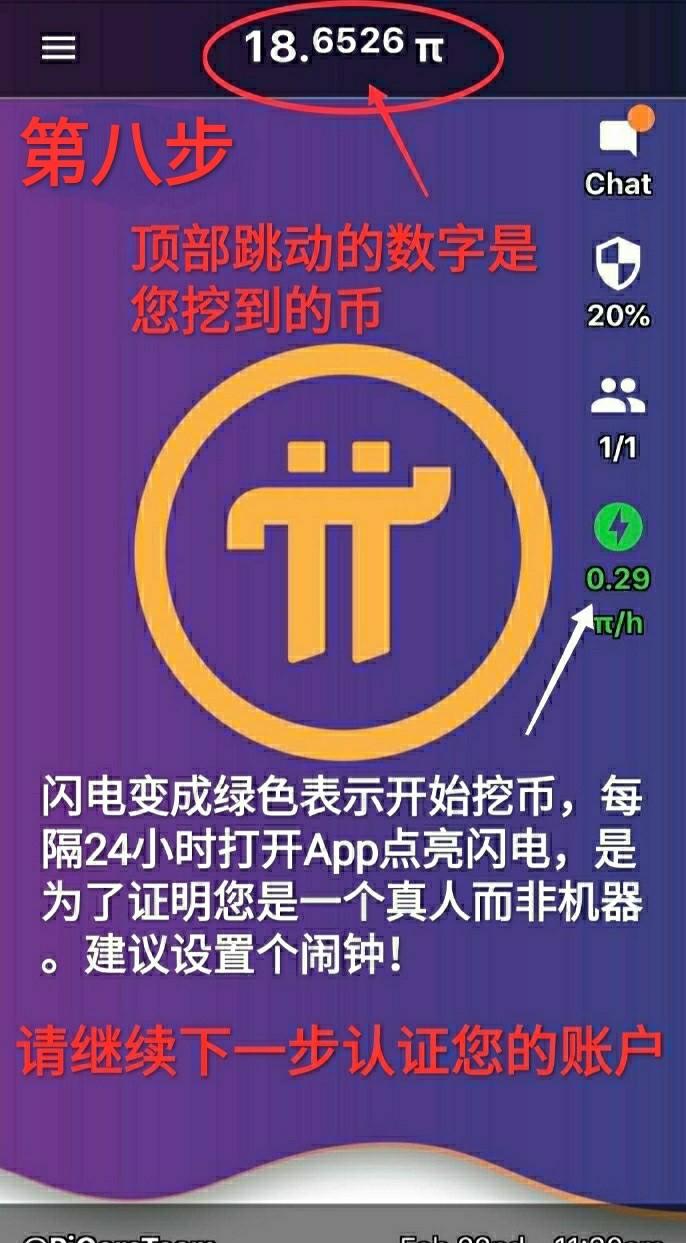 18.6526 π
第八步
Chat
顶部跳动的数字是
您挖到的币
20%
1/1
0.29
π/h
闪电变成绿色表示开始挖币，每
隔24小时打开App点亮闪电，是
为了证明您是一个真人而非机器
。建议设置个闹钟！
请继续下一步认证您的账户